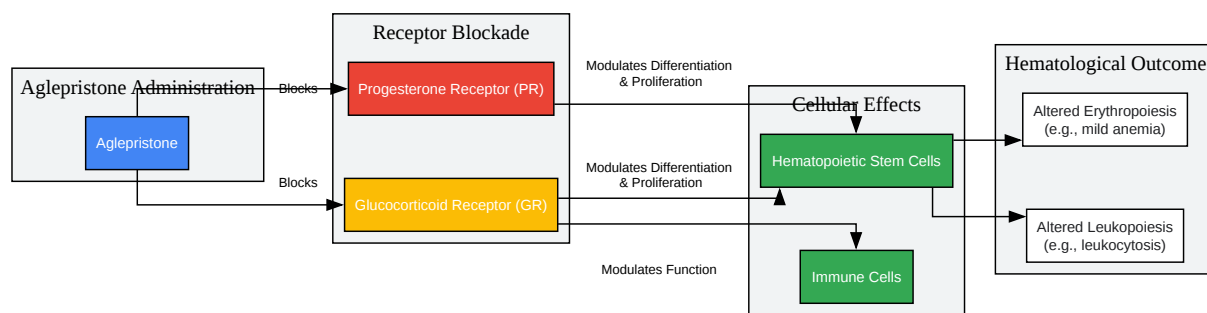 Aglepristone Administration
Aglepristone
Blocks
Blocks
Receptor Blockade
Progesterone Receptor (PR)
Glucocorticoid Receptor (GR)
Modulates Differentiation
& Proliferation
Modulates Differentiation
& Proliferation
Modulates Function
Cellular Effects
Hematopoietic Stem Cells
Immune Cells
Hematological Outcome
Altered Erythropoiesis
(e.g., mild anemia)
Altered Leukopoiesis
(e.g., leukocytosis)